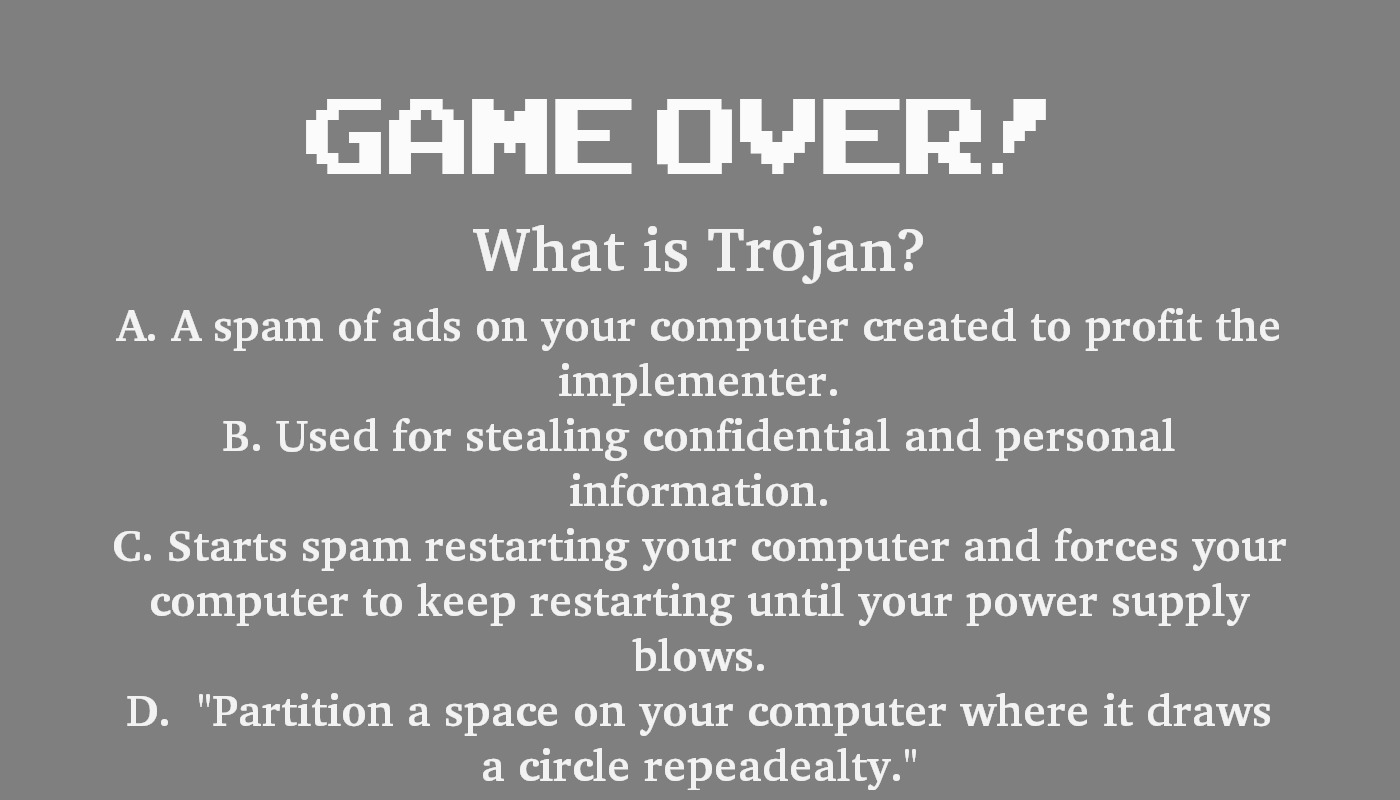 GAME OVER!
What is Trojan?
A. A spam of ads on your computer created to profit the
implementer.
B. Used for stealing confidential and personal
information.
C. Starts spam restarting your computer and forces your
computer to keep restarting until your power supply
blows.
D.  "Partition a space on your computer where it draws
a circle repeadealty."